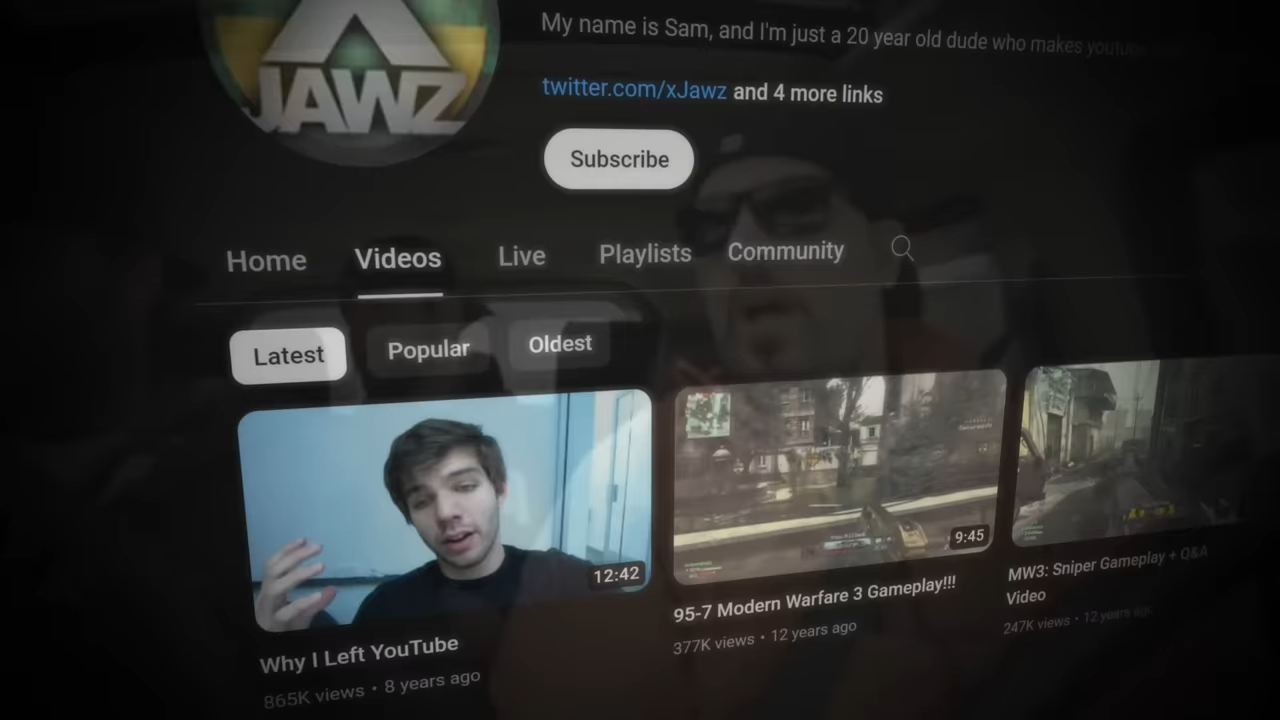 JAWZ
My name is Sam, and I'm just a 20 year old dude who makes
twitter.com/xJawz and 4 more links
Subscribe
Home Videos Live Playlists Community
Latest Popular Oldest
12:42
9:45
Why I Left YouTube
865K views • 8 years ago
95-7 Modern Warfare 3 Gameplay!!!
377K views • 12 years ago
MW3: Sniper Gameplay + Q&A
Video
247K views • 12 years ago